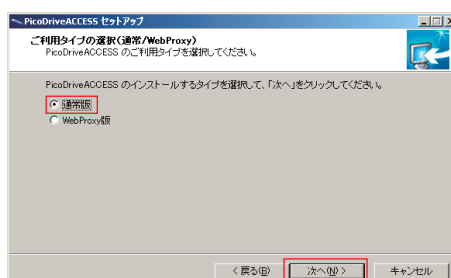 PicoDriveACCESS セットアップ
ご利用タイプの選択(通常/WebProxy)
PicoDriveACCESS のご利用タイプを選択してください。
PicoDriveACCESS のインストールするタイプを選択して、「次へ」をクリックしてください。
通常版
WebProxy版
< 戻る(B) 次へ(N) > キャンセル